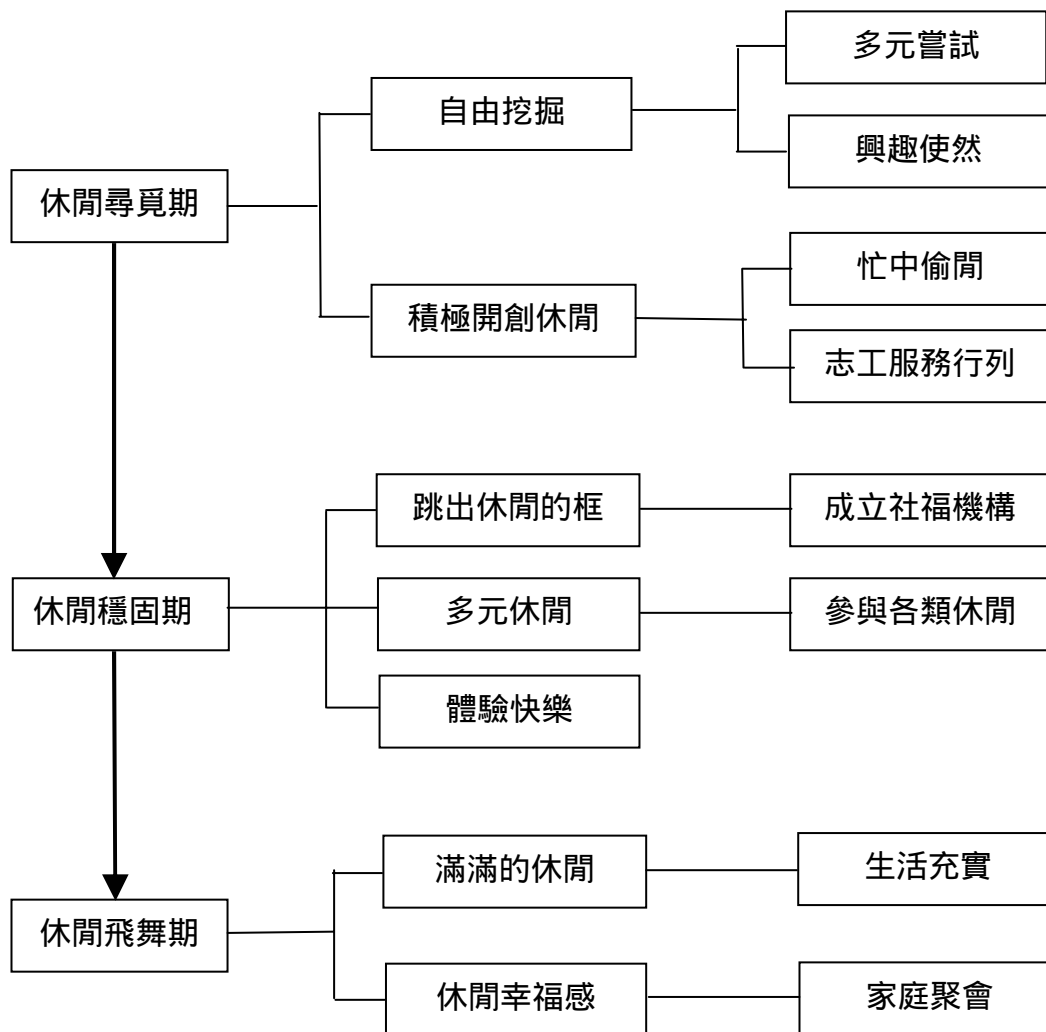 多元嘗試
自由挖掘
興趣使然
休閒尋覓期
忙中偷閒
積極開創休閒
志工服務行列
跳出休閒的框
成立社福機構
休閒穩固期
多元休閒
參與各類休閒
體驗快樂
滿滿的休閒
生活充實
休閒飛舞期
休閒幸福感
家庭聚會